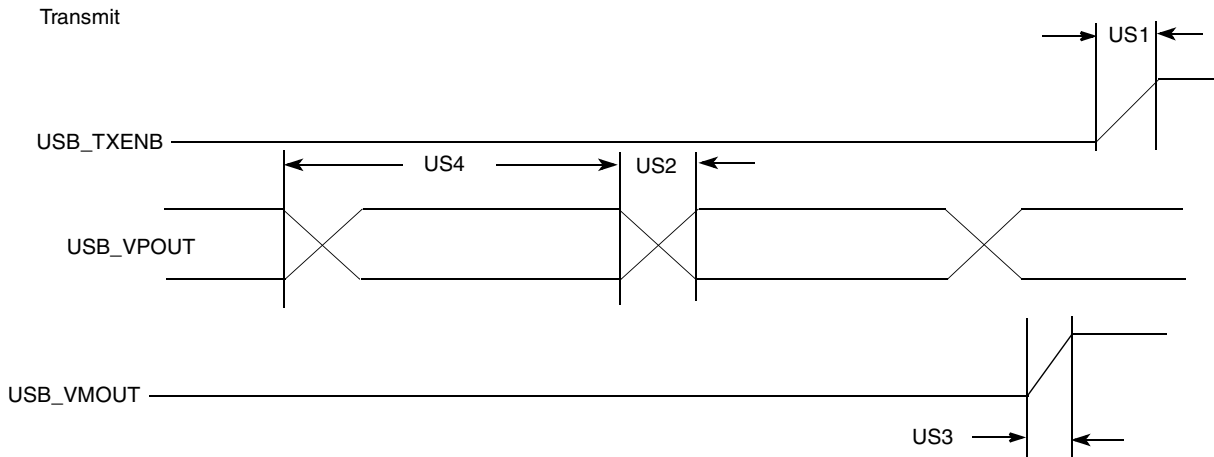 Transmit
US1
USB_TXENB
US4
US2
USB_VPOUT
USB_VMOUT
US3